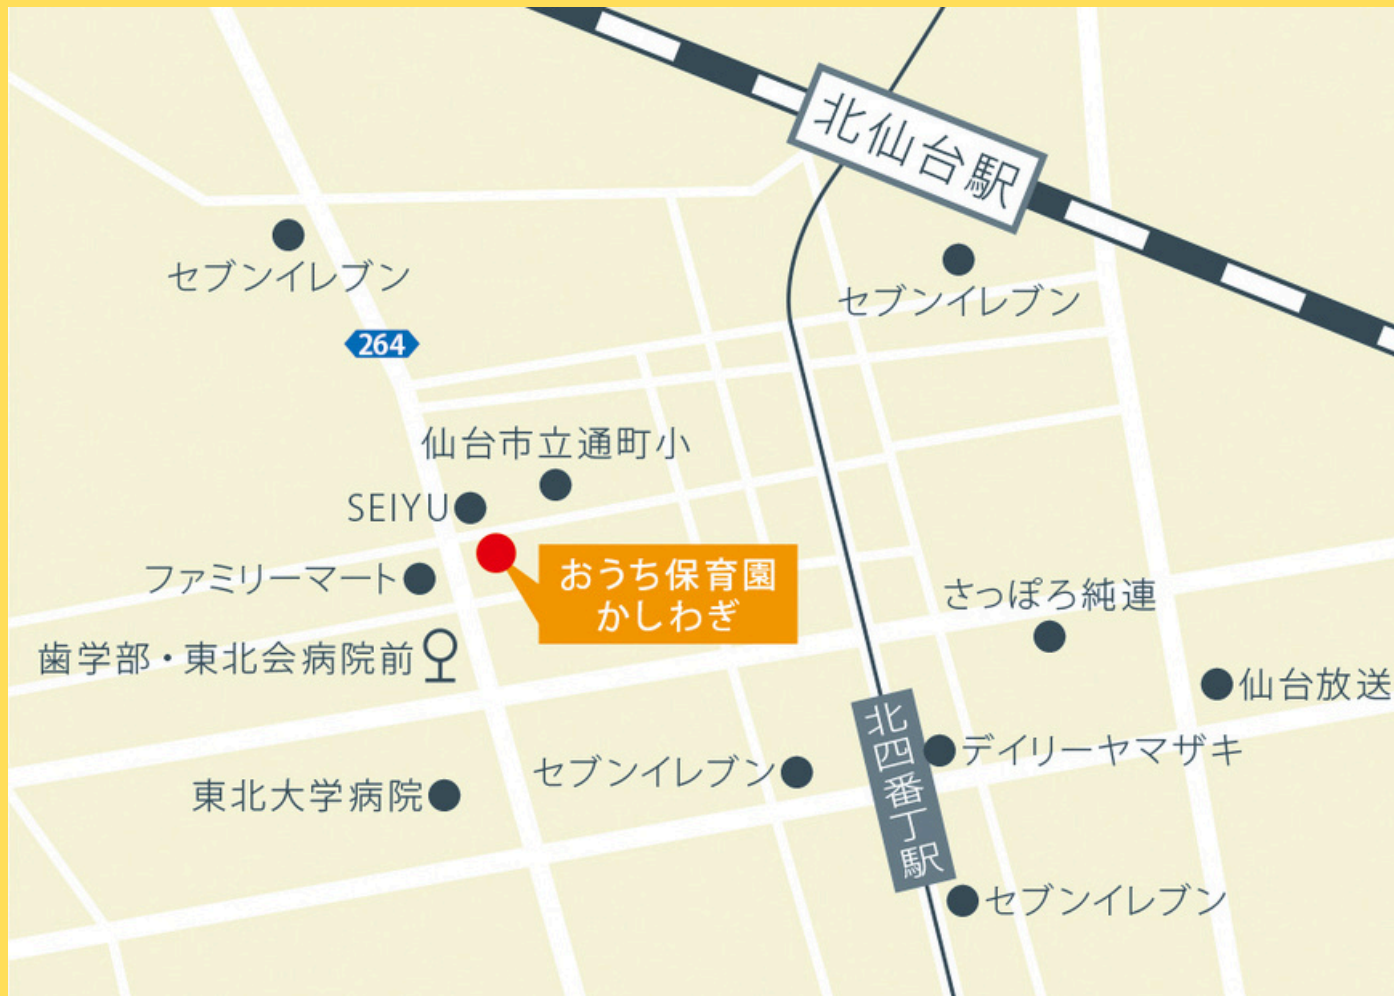 北仙台駅
セブンイレブン
セブンイレブン
264
仙台市立通町小
SEIYU
おうち保育園
かしわぎ
ファミリーマート
さっぽろ純連
歯学部・東北会病院前
仙台放送
北四番丁駅
デイリーヤマザキ
セブンイレブン
東北大学病院
セブンイレブン